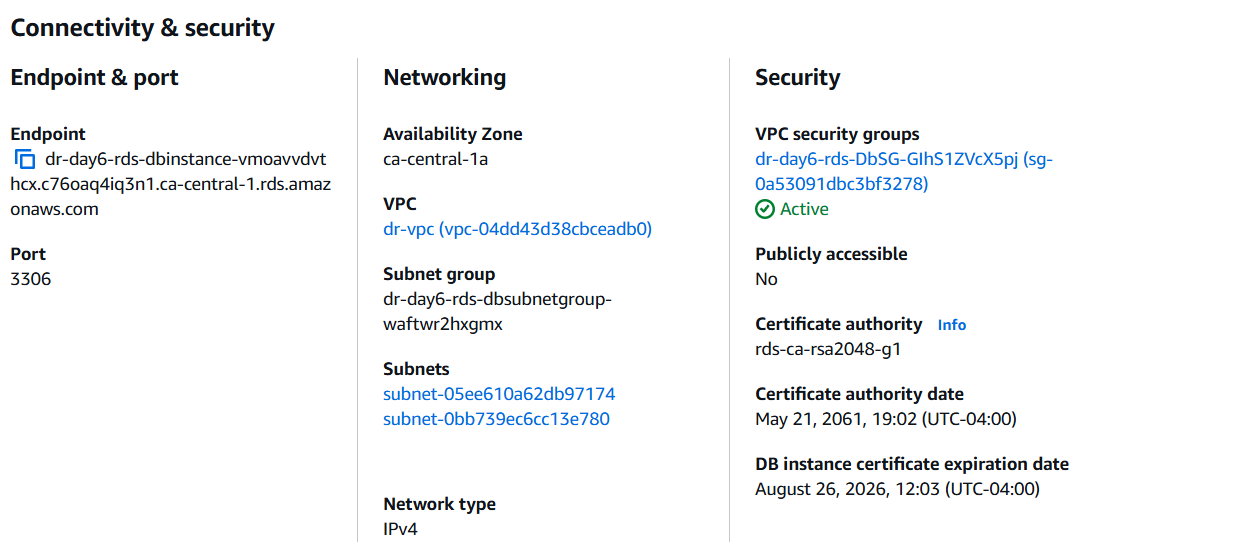 Connectivity & security
Endpoint & port
Endpoint
dr-day6-rds-dbinstance-vmoavvdvt
hcx.c76oaq4iq3n1.ca-central-1.rds.amaz
onaws.com
Port
3306
Networking
Availability Zone
ca-central-1a
VPC
dr-vpc (vpc-04dd43d38cbceadb0)
Subnet group
dr-day6-rds-dbsubnetgroup-
waftwr2hxgmx
Subnets
subnet-05ee610a62db97174
subnet-0bb739ec6cc13e780
Network type
IPv4
Security
VPC security groups
dr-day6-rds-DbSG-GIhS1ZVcX5pj (sg-
0a53091dbc3bf3278)
Active
Publicly accessible
No
Certificate authority Info
rds-ca-rsa2048-g1
Certificate authority date
May 21, 2061, 19:02 (UTC-04:00)
DB instance certificate expiration date
August 26, 2026, 12:03 (UTC-04:00)